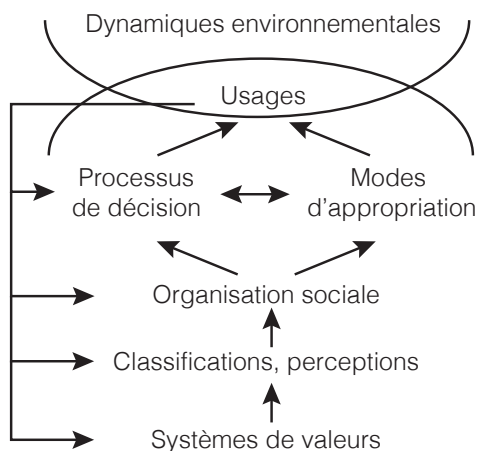 Dynamiques environnementales
Usages
Processus
de décision
Modes
d'appropriation
Organisation sociale
Classifications, perceptions
Systèmes de valeurs